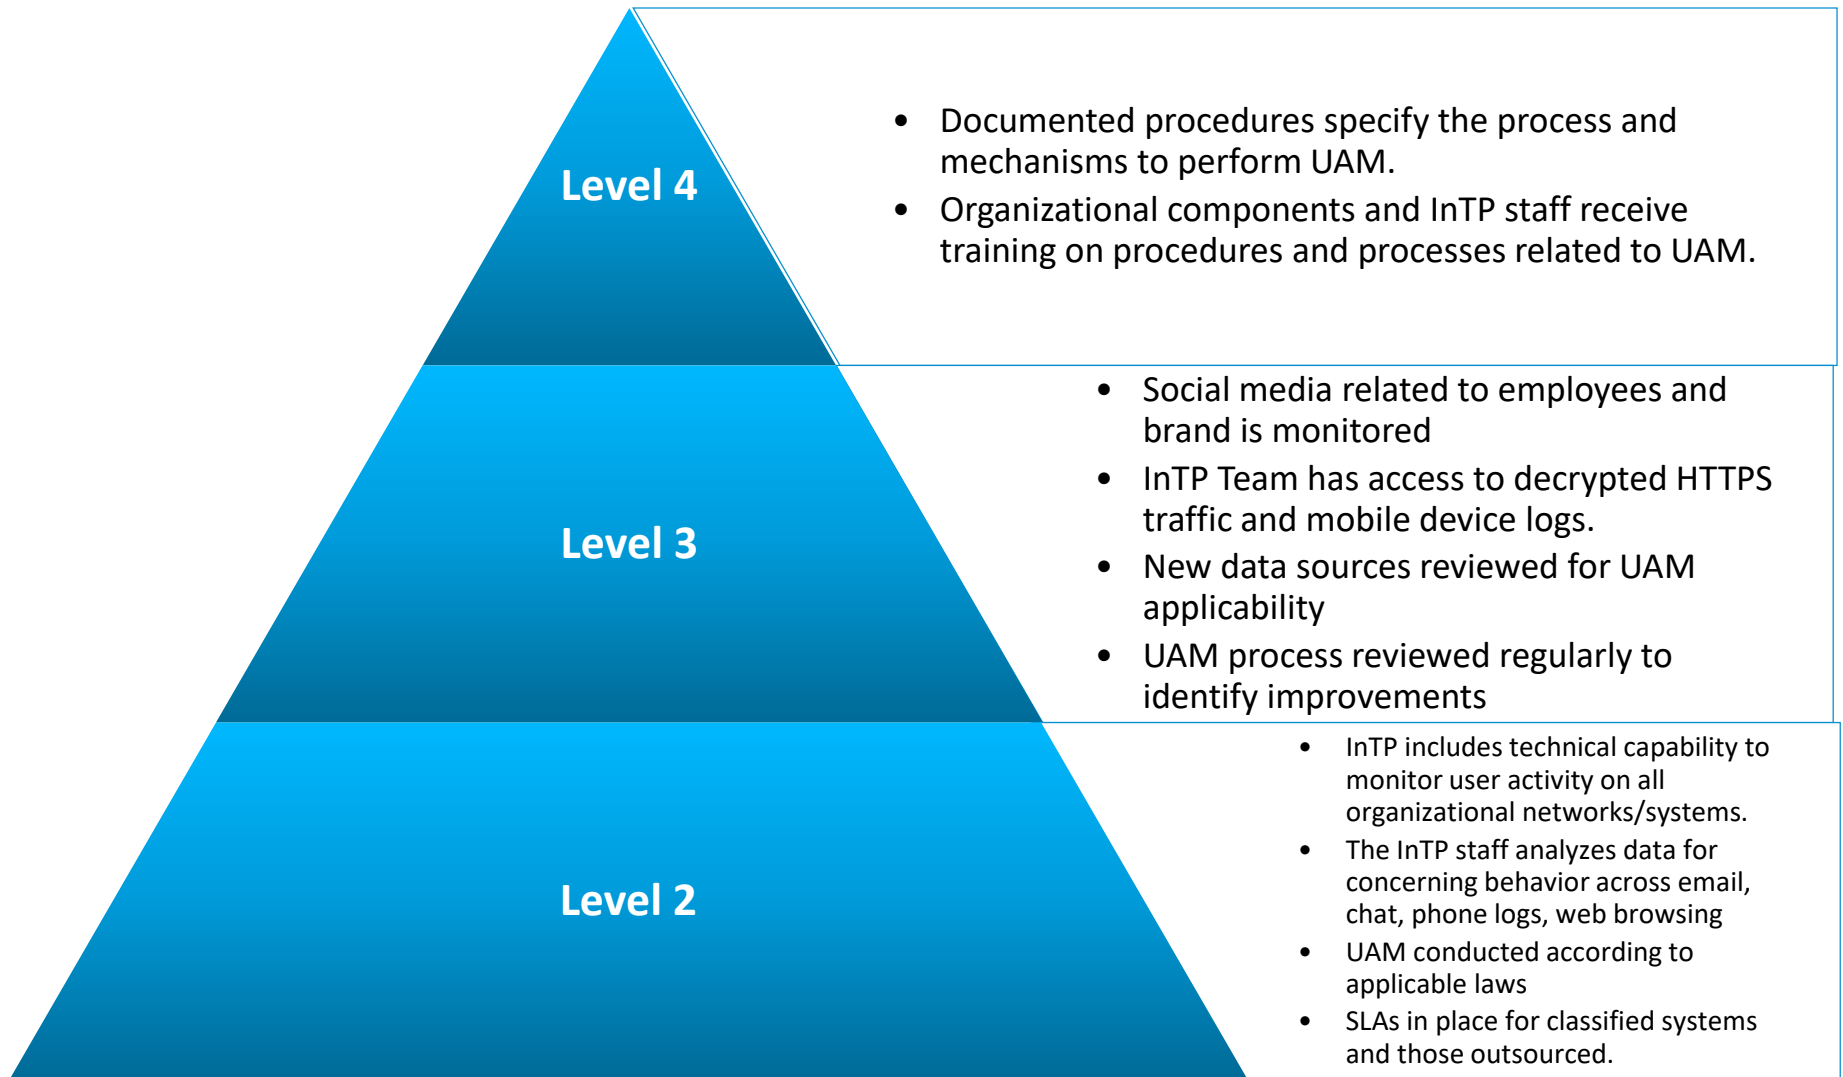 Level 4
• Documented procedures specify the process and
mechanisms to perform UAM.
• Organizational components and InTP staff receive
training on procedures and processes related to UAM.
Level 3
• Social media related to employees and
brand is monitored
• InTP Team has access to decrypted HTTPS
traffic and mobile device logs.
• New data sources reviewed for UAM
applicability
• UAM process reviewed regularly to
identify improvements
Level 2
• InTP includes technical capability to
monitor user activity on all
organizational networks/systems.
• The InTP staff analyzes data for
concerning behavior across email,
chat, phone logs, web browsing
• UAM conducted according to
applicable laws
• SLAs in place for classified systems
and those outsourced.